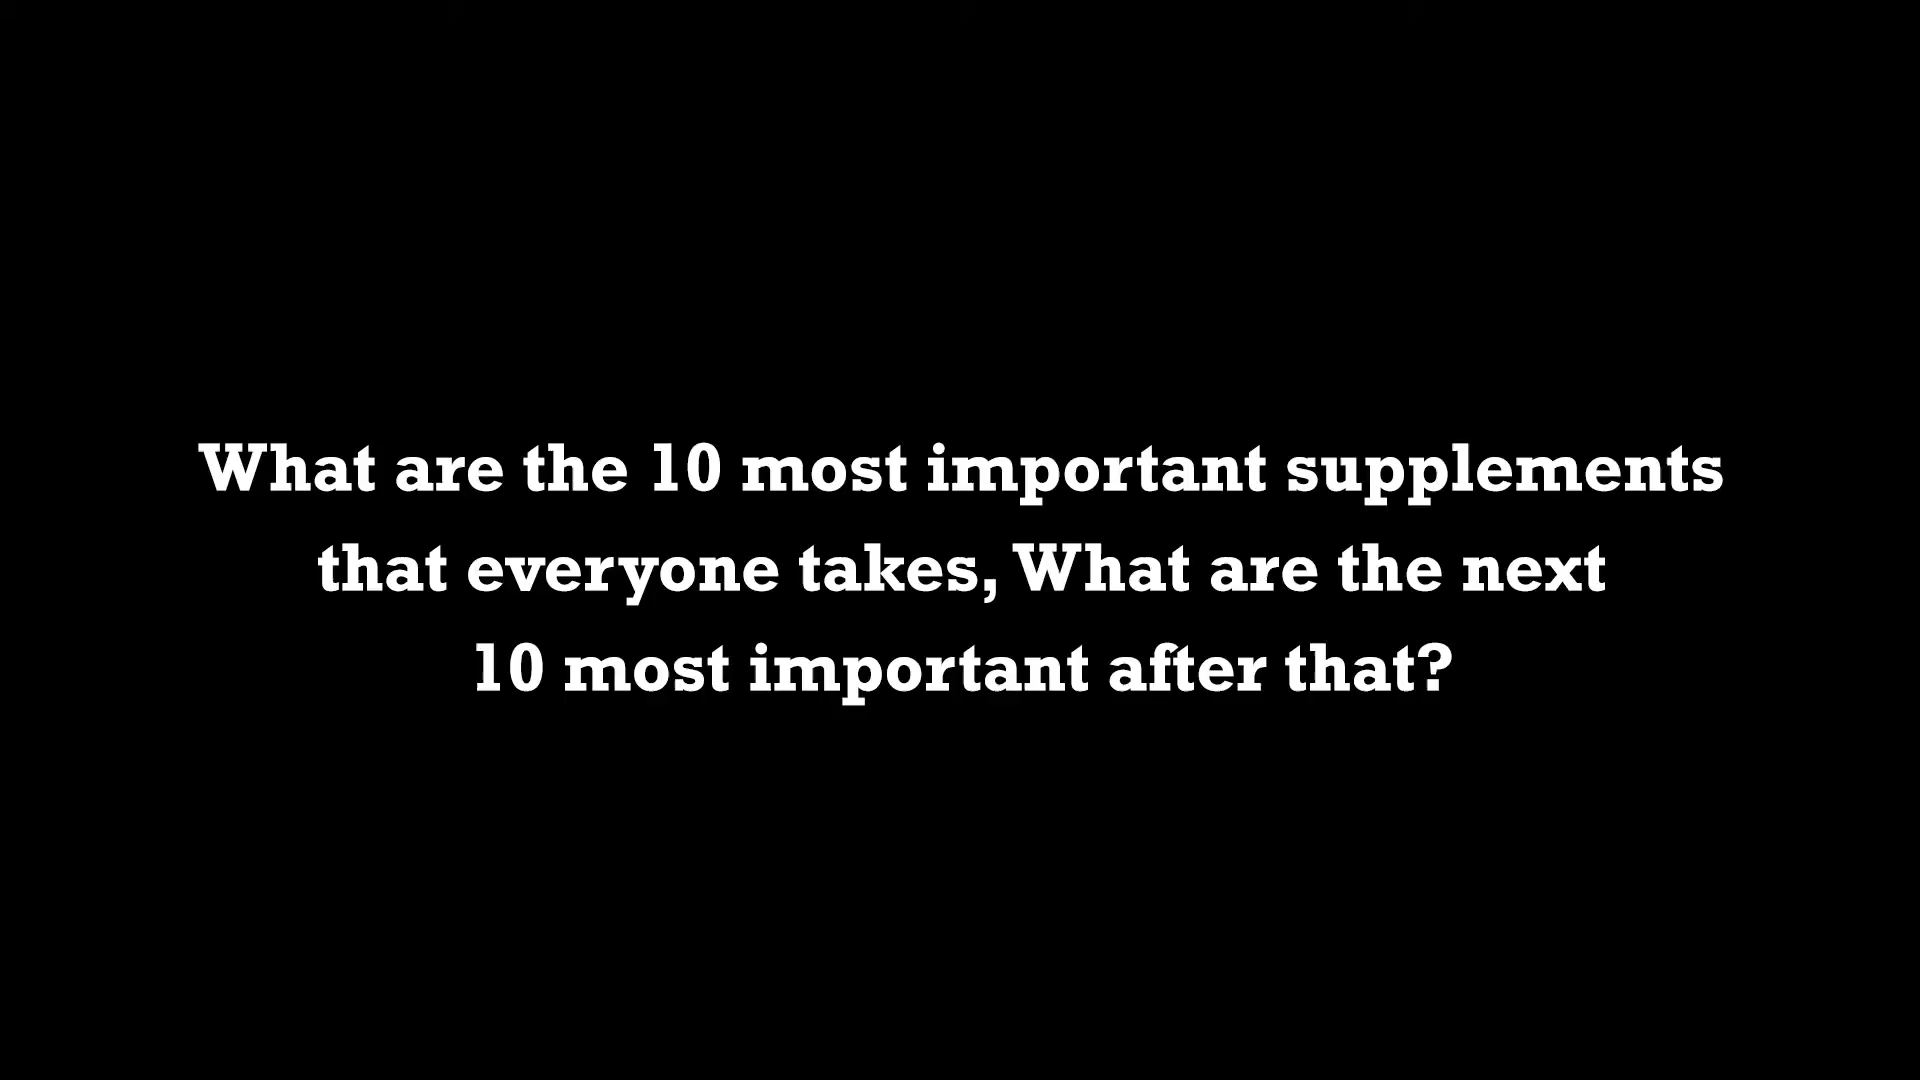 What are the 10 most important supplements
that everyone takes, What are the next
10 most important after that?